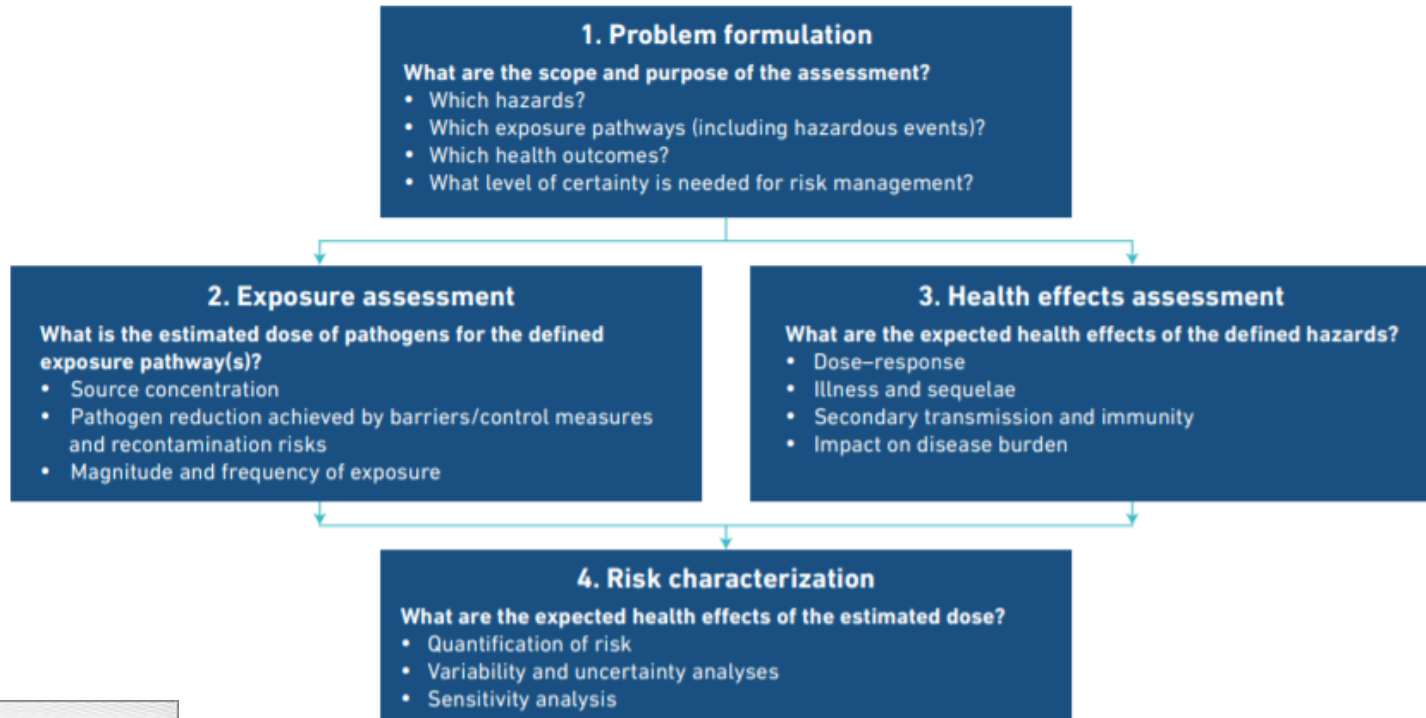 1. Problem formulation
What are the scope and purpose of the assessment?
• Which hazards?
• Which exposure pathways (including hazardous events)?
• Which health outcomes?
• What level of certainty is needed for risk management?
2. Exposure assessment
What is the estimated dose of pathogens for the defined
exposure pathway(s)?
• Source concentration
• Pathogen reduction achieved by barriers/control measures
and recontamination risks
• Magnitude and frequency of exposure
3. Health effects assessment
What are the expected health effects of the defined hazards?
• Dose–response
• Illness and sequelae
• Secondary transmission and immunity
• Impact on disease burden
4. Risk characterization
What are the expected health effects of the estimated dose?
• Quantification of risk
• Variability and uncertainty analyses
• Sensitivity analysis